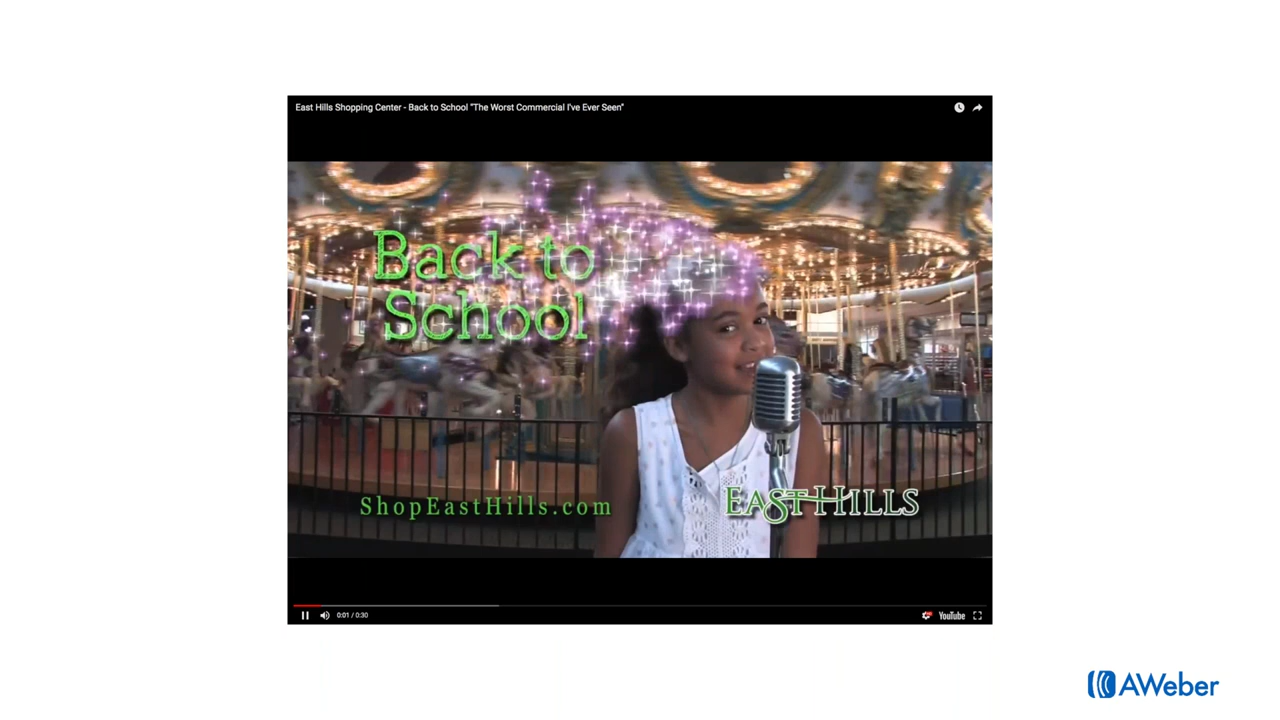 East Hills Shopping Center - Back to School "The Worst Commercial I've Ever Seen"
Back to
School
ShopEastHills.com
EAST HILLS
0:01 / 0:30
YouTube
AWeber